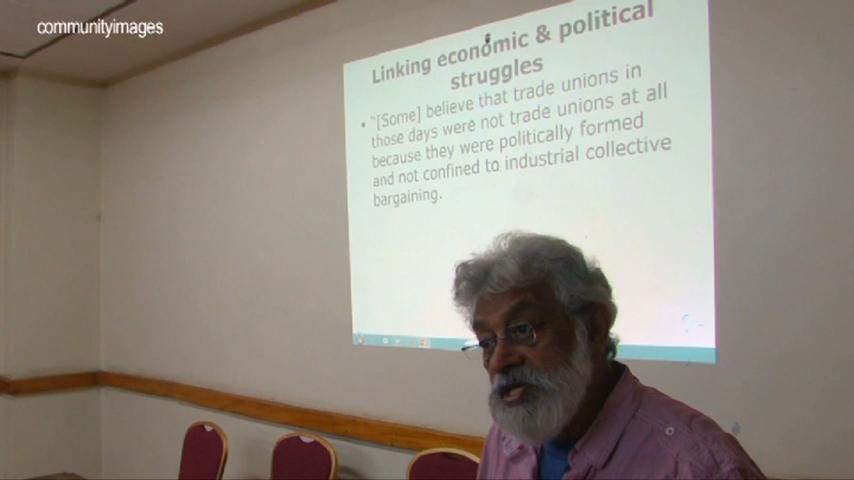 communityimages
Linking economic & political
struggles
• "[Some] believe that trade unions in
those days were not trade unions at all
because they were politically formed
and not confined to industrial collective
bargaining.